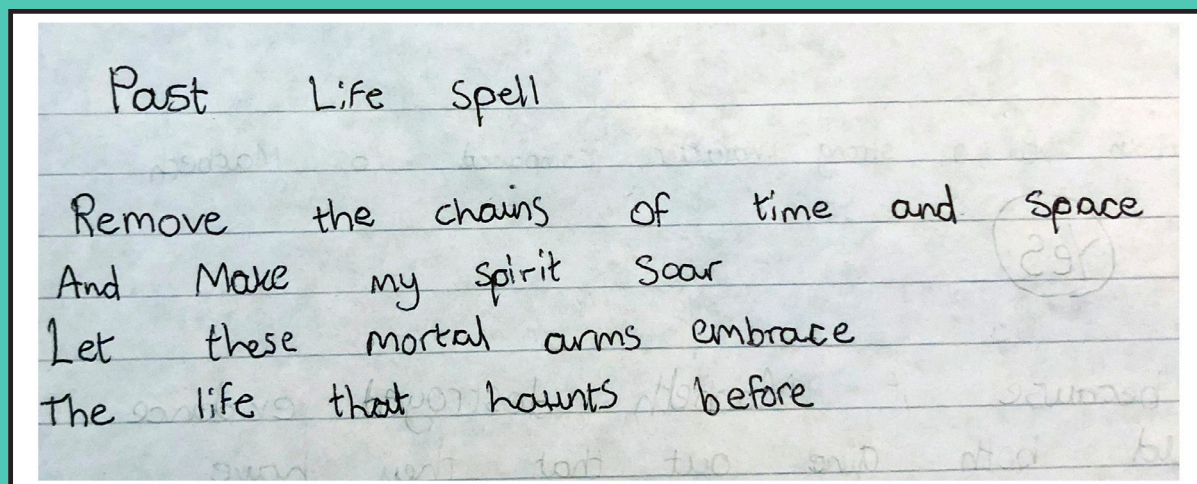 Past Life Spell
Remove the chains of time and space
And Make my spirit Soar
Let these mortal arms embrace
The life that haunts before